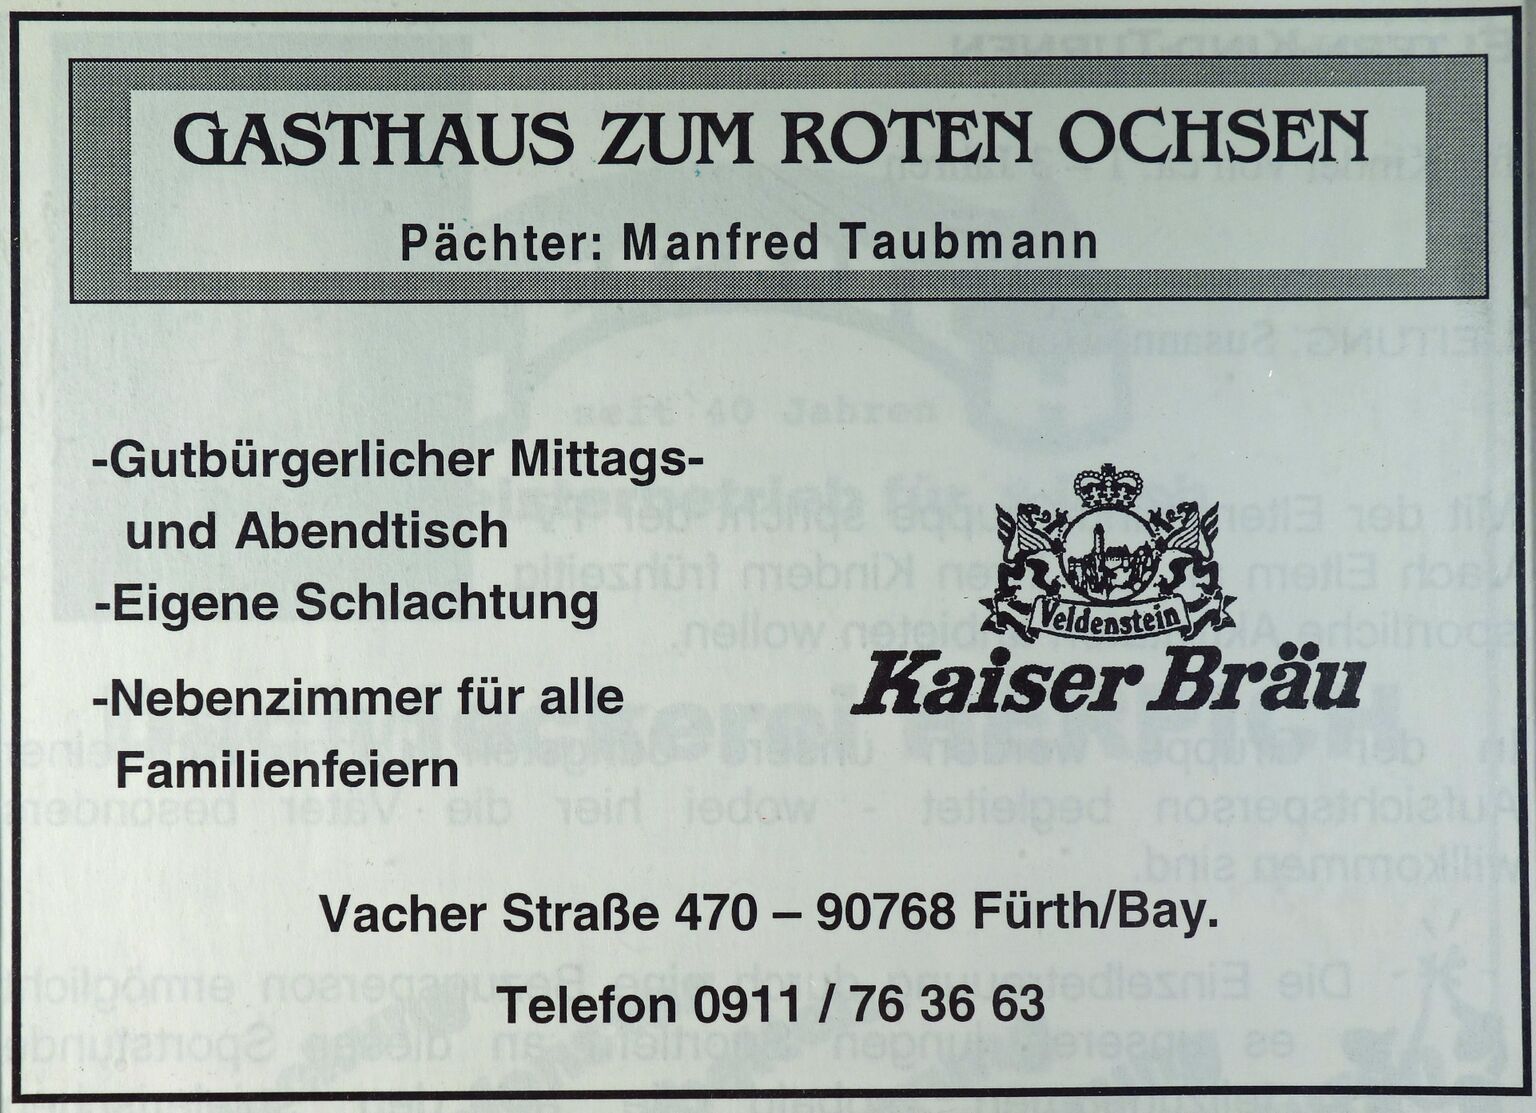 GASTHAUS ZUM ROTEN OCHSEN
Pächter: Manfred Taubmann
-Gutbürgerlicher Mittags-
und Abendtisch
-Eigene Schlachtung
-Nebenzimmer für alle
Familienfeiern
Veldenstein
Kaiser Bräu
Vacher Straße 470 – 90768 Fürth/Bay.
Telefon 0911 / 76 36 63